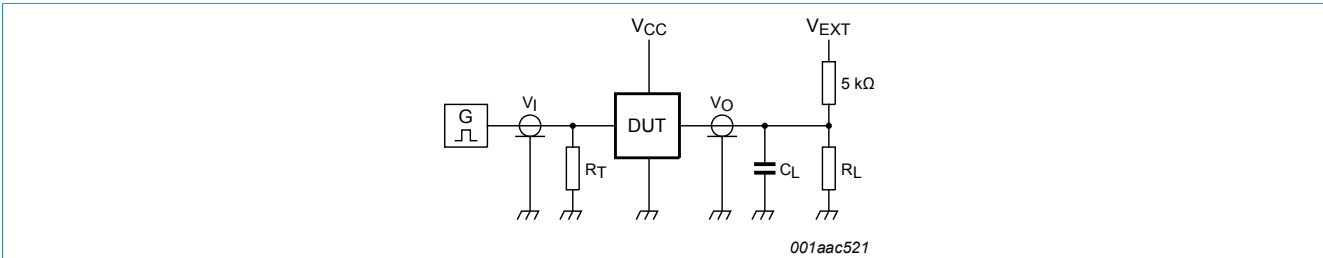 VCC
VEXT
5 kΩ
G
VI
DUT
VO
RT
CL
RL
001aac521